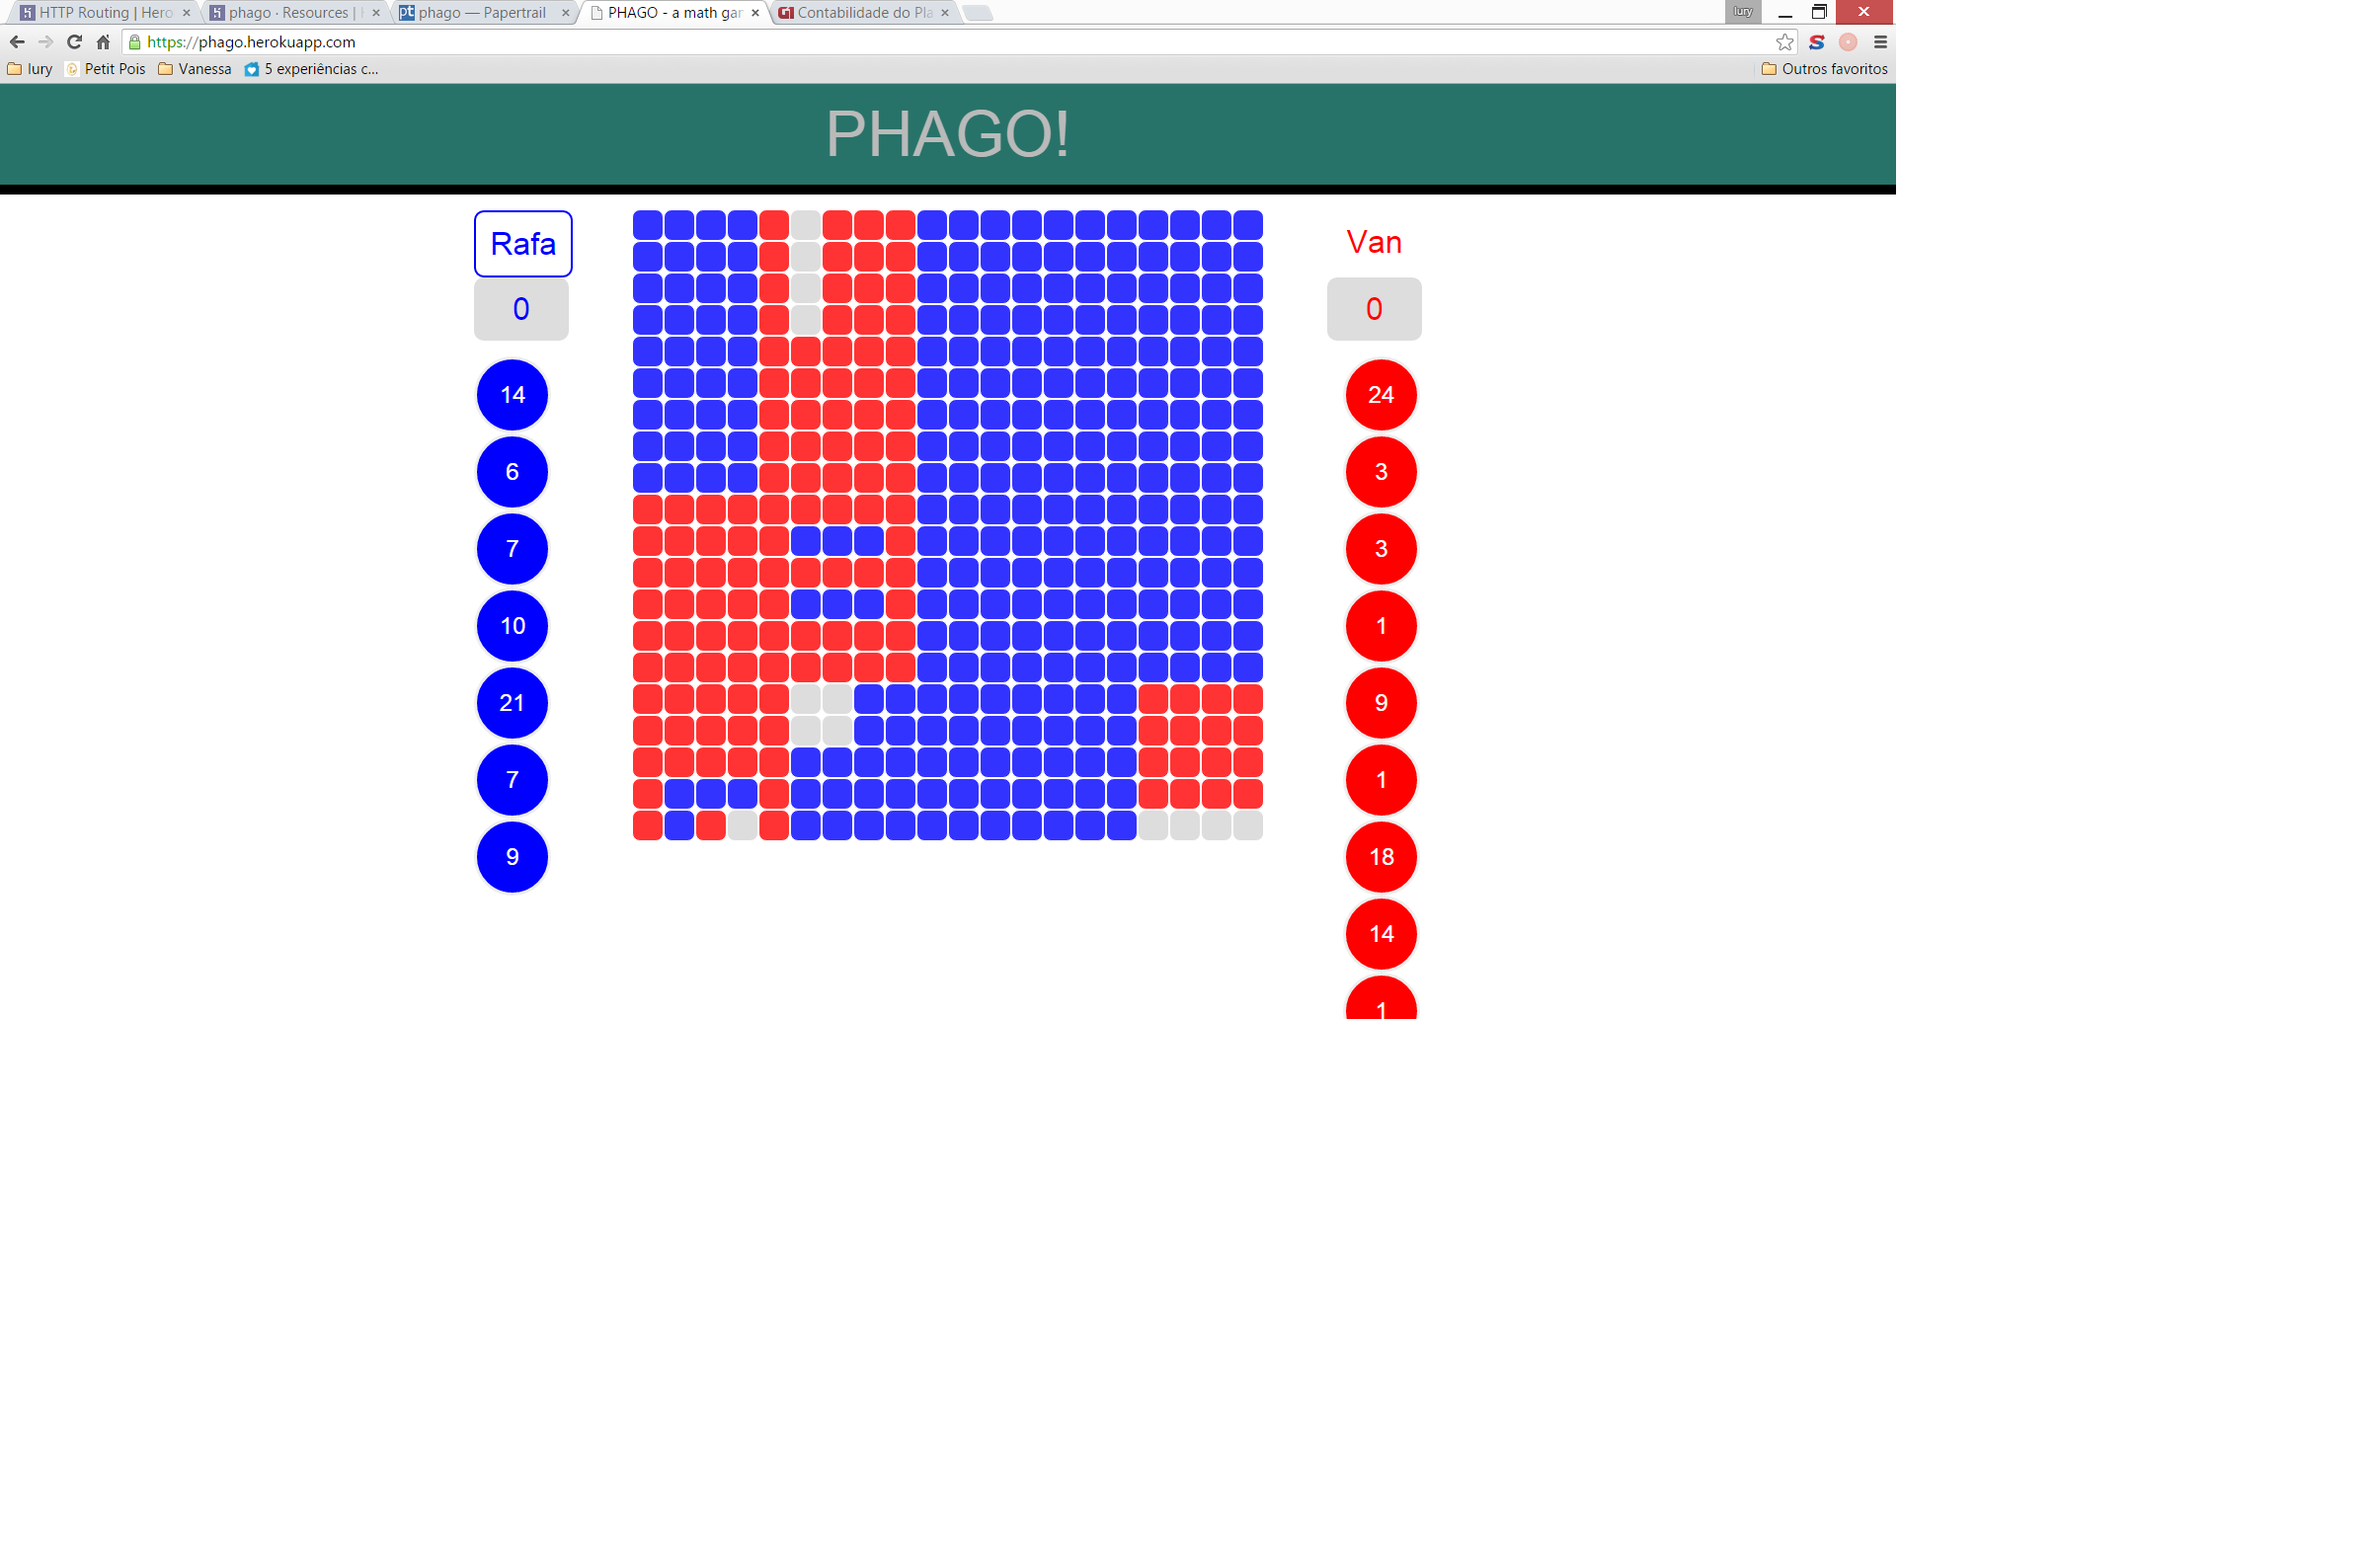 HTTP Routing | Hero
phago · Resources |
phago — Papertrail
PHAGO - a math gar
Contabilidade do Pla
Iury
https://phago.herokuapp.com
Iury
Petit Pois
Vanessa
5 experiências c...
Outros favoritos
PHAGO!
Rafa
0
14
6
7
10
21
7
9
Van
0
24
3
3
1
9
1
18
14
1